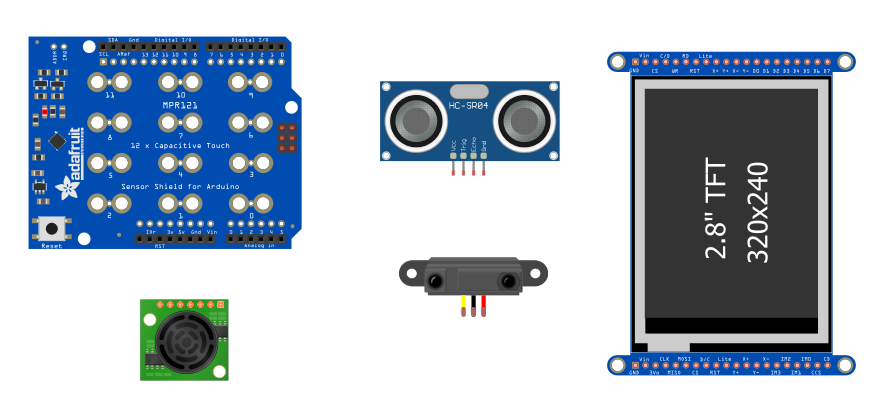 SDA Gnd Digital I/O Digital I/O
SCL ARef 13 12 11 10 9 8 7 6 5 4 3 2 1 0
ADDR
IRQ
11 10 9
MPR121
8 7 6
12 x Capacitive Touch
5 4 3
Sensor Shield for Arduino
2 1 0
adafruit
IOr 3v 5v Gnd Vin 0 1 2 3 4 5
Reset RST Analog in
HC-SR04
Vcc
Trig
Echo
Gnd
Vin C/D RD Lite
GND CS WR RST X+ Y+ X- Y- D0 D1 D2 D3 D4 D5 D6 D7
2.8" TFT
320x240
Vin CLK MOSI D/C Lite X+ X- IM2 IM0 CD
GND 3Vo MISO CS RST Y+ Y- IM3 IM1 CCS